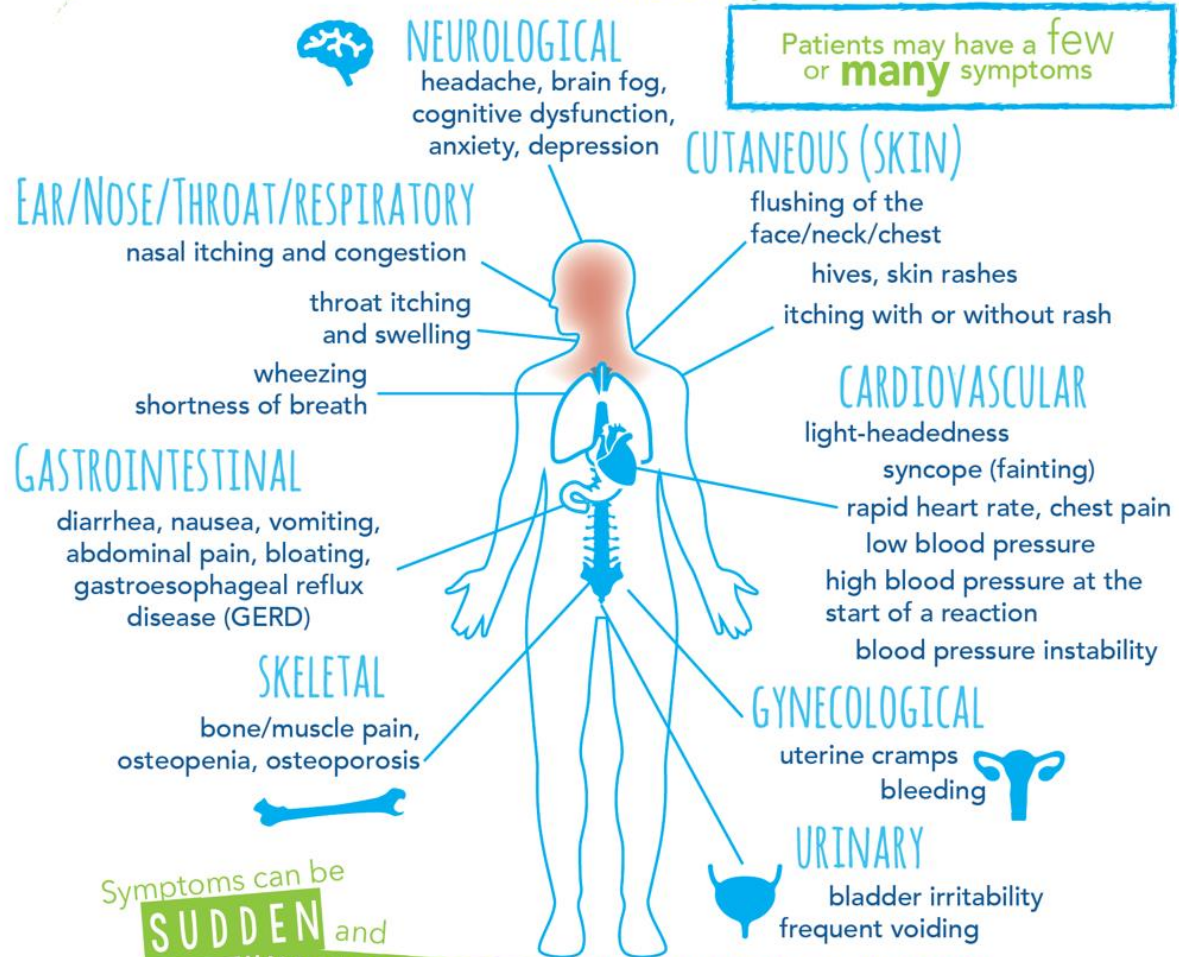 NEUROLOGICAL
headache, brain fog,
cognitive dysfunction,
anxiety, depression
Patients may have a few
or many symptoms
CUTANEOUS (SKIN)
flushing of the
face/neck/chest
hives, skin rashes
itching with or without rash
EAR/NOSE/THROAT/RESPIRATORY
nasal itching and congestion
throat itching
and swelling
wheezing
shortness of breath
CARDIOVASCULAR
light-headedness
syncope (fainting)
rapid heart rate, chest pain
low blood pressure
high blood pressure at the
start of a reaction
blood pressure instability
GASTROINTESTINAL
diarrhea, nausea, vomiting,
abdominal pain, bloating,
gastroesophageal reflux
disease (GERD)
SKELETAL
bone/muscle pain,
osteopenia, osteoporosis
GYNECOLOGICAL
uterine cramps
bleeding
URINARY
bladder irritability
frequent voiding
Symptoms can be
SUDDEN and